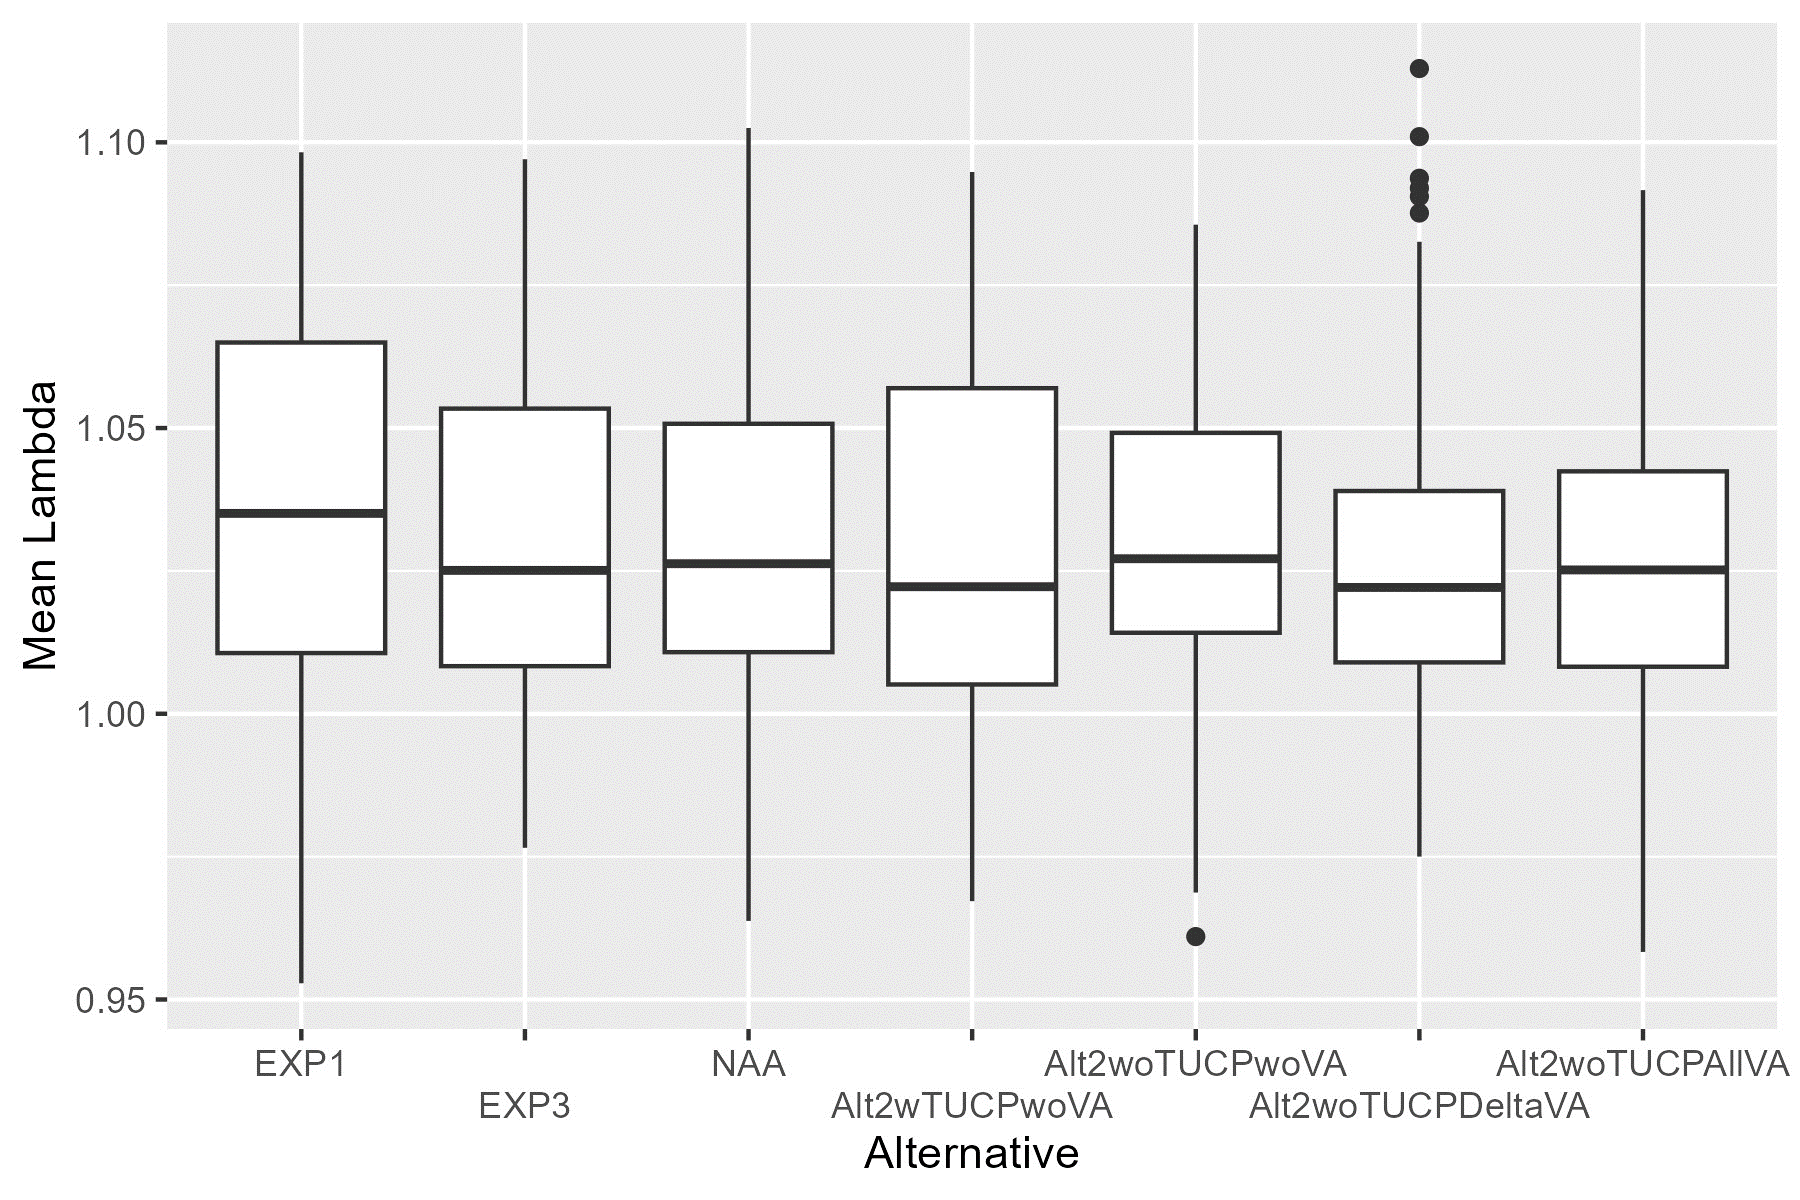 Mean Lambda
1.10
1.05
1.00
0.95
EXP1
EXP3
NAA
Alt2wTUCPwoVA
Alt2woTUCPwoVA
Alt2woTUCPDeltaVA
Alt2woTUCPAllVA
Alternative